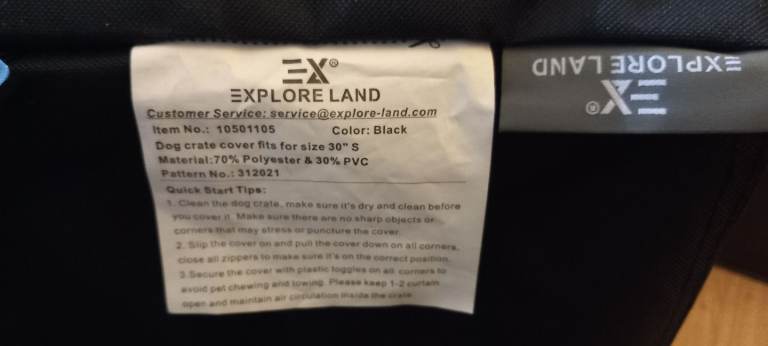 EX®
EXPLORE LAND
Customer Service: service@explore-land.com
Item No.: 10501105 Color: Black
Dog crate cover fits for size 30" S
Material:70% Polyester & 30% PVC
Pattern No.: 312021
Quick Start Tips:
1. Clean the dog crate, make sure it's dry and clean before
you cover it. Make sure there are no sharp objects or
corners that may stress or puncture the cover.
2. Slip the cover on and pull the cover down on all corners,
close all zippers to make sure it's on the correct position.
3.Secure the cover with plastic toggles on all corners to
avoid pet chewing and towing. Please keep 1-2 curtain
open and maintain air circulation inside the crate.
EX®
EXPLORE LAND